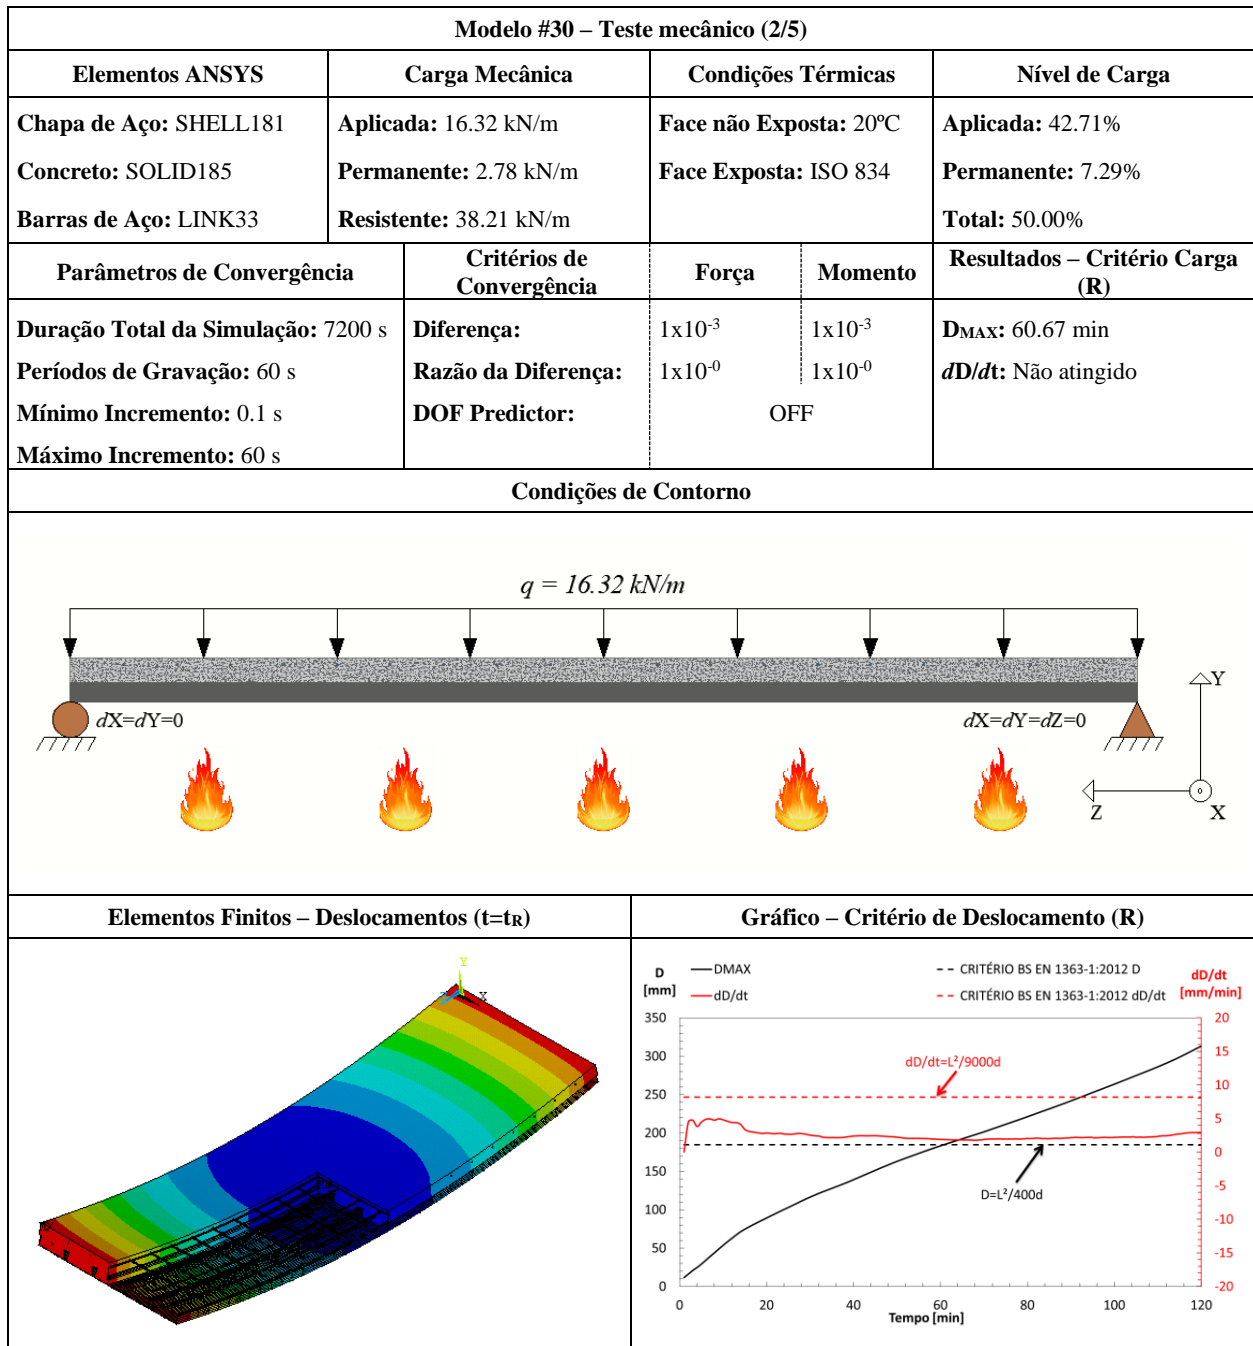 Modelo #30 – Teste mecânico (2/5)
Elementos ANSYS
Carga Mecânica
Condições Térmicas
Nível de Carga
Chapa de Aço: SHELL181
Concreto: SOLID185
Barras de Aço: LINK33
Aplicada: 16.32 kN/m
Permanente: 2.78 kN/m
Resistente: 38.21 kN/m
Face não Exposta: 20ºC
Face Exposta: ISO 834
Aplicada: 42.71%
Permanente: 7.29%
Total: 50.00%
Parâmetros de Convergência
Critérios de
Convergência
Força
Momento
Resultados – Critério Carga
(R)
Duração Total da Simulação: 7200 s
Períodos de Gravação: 60 s
Mínimo Incremento: 0.1 s
Máximo Incremento: 60 s
Diferença: 1x10⁻³ 1x10⁻³
Razão da Diferença: 1x10⁻⁰ 1x10⁻⁰
DOF Predictor: OFF
DMAX: 60.67 min
dD/dt: Não atingido
Condições de Contorno
q = 16.32 kN/m
dX=dY=0
dX=dY=dZ=0
Y
Z
X
Elementos Finitos – Deslocamentos (t=tR)
Y
X
Gráfico – Critério de Deslocamento (R)
D
[mm]
DMAX
dD/dt
CRITÉRIO BS EN 1363-1:2012 D
CRITÉRIO BS EN 1363-1:2012 dD/dt
dD/dt
[mm/min]
350
300
250
200
150
100
50
0
dD/dt=L²/9000d
D=L²/400d
20
15
10
5
0
-5
-10
-15
-20
0 20 40 60 80 100 120
Tempo [min]